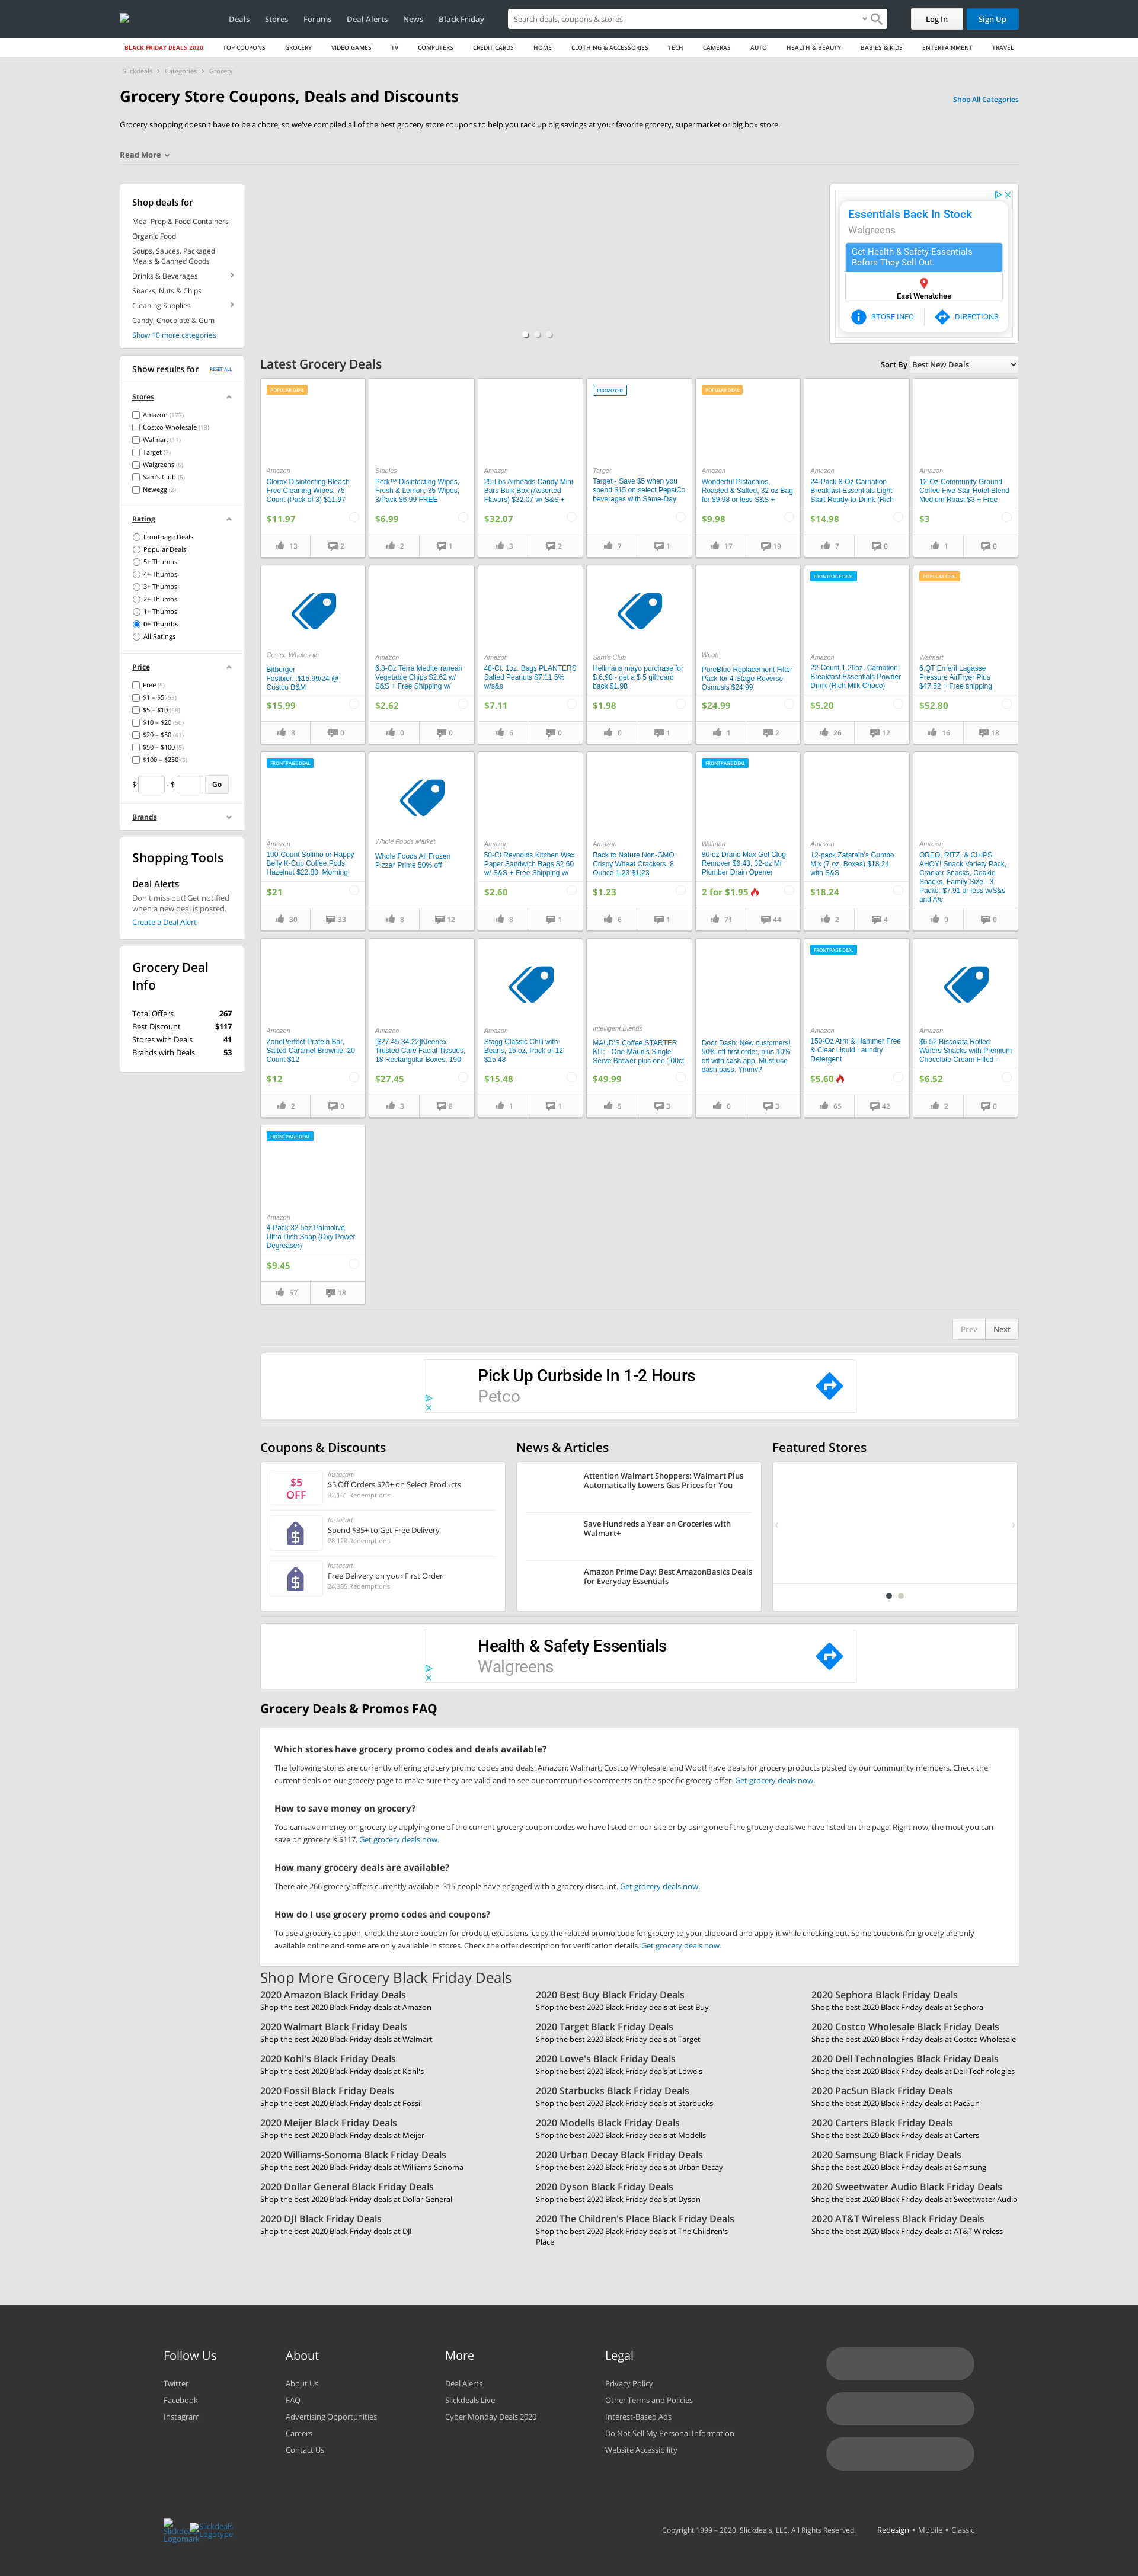 Deals Stores Forums Deal Alerts News Black Friday
Search deals, coupons & stores
Log In
Sign Up
BLACK FRIDAY DEALS 2020 TOP COUPONS GROCERY VIDEO GAMES TV COMPUTERS CREDIT CARDS HOME CLOTHING & ACCESSORIES TECH CAMERAS AUTO HEALTH & BEAUTY BABIES & KIDS ENTERTAINMENT TRAVEL
Slickdeals > Categories > Grocery
Grocery Store Coupons, Deals and Discounts
Shop All Categories
Grocery shopping doesn't have to be a chore, so we've compiled all of the best grocery store coupons to help you rack up big savings at your favorite grocery, supermarket or big box store.
Read More
Shop deals for
Meal Prep & Food Containers
Organic Food
Soups, Sauces, Packaged
Meals & Canned Goods
Drinks & Beverages
Snacks, Nuts & Chips
Cleaning Supplies
Candy, Chocolate & Gum
Show 10 more categories
Essentials Back In Stock
Walgreens
Get Health & Safety Essentials
Before They Sell Out.
East Wenatchee
STORE INFO
DIRECTIONS
Show results for
RESET ALL
Stores
Amazon (177)
Costco Wholesale (13)
Walmart (11)
Target (7)
Walgreens (6)
Sam's Club (5)
Newegg (2)
Rating
Frontpage Deals
Popular Deals
5+ Thumbs
4+ Thumbs
3+ Thumbs
2+ Thumbs
1+ Thumbs
0+ Thumbs
All Ratings
Price
Free (5)
$1 – $5 (53)
$5 – $10 (68)
$10 – $20 (50)
$20 – $50 (41)
$50 – $100 (5)
$100 – $250 (3)
$ - $ Go
Brands
Shopping Tools
Deal Alerts
Don't miss out! Get notified
when a new deal is posted.
Create a Deal Alert
Grocery Deal
Info
Total Offers 267
Best Discount $117
Stores with Deals 41
Brands with Deals 53
Latest Grocery Deals
Sort By Best New Deals
POPULAR DEAL
Amazon
Clorox Disinfecting Bleach
Free Cleaning Wipes, 75
Count (Pack of 3) $11.97
$11.97
13 2
Staples
Perk™ Disinfecting Wipes,
Fresh & Lemon, 35 Wipes,
3/Pack $6.99 FREE
$6.99
2 1
Amazon
25-Lbs Airheads Candy Mini
Bars Bulk Box (Assorted
Flavors) $32.07 w/ S&S +
$32.07
3 2
PROMOTED
Target
Target - Save $5 when you
spend $15 on select PepsiCo
beverages with Same-Day
7 1
POPULAR DEAL
Amazon
Wonderful Pistachios,
Roasted & Salted, 32 oz Bag
for $9.98 or less S&S +
$9.98
17 19
Amazon
24-Pack 8-Oz Carnation
Breakfast Essentials Light
Start Ready-to-Drink (Rich
$14.98
7 0
Amazon
12-Oz Community Ground
Coffee Five Star Hotel Blend
Medium Roast $3 + Free
$3
1 0
Costco Wholesale
Bitburger
Festbier...$15.99/24 @
Costco B&M
$15.99
8 0
Amazon
6.8-Oz Terra Mediterranean
Vegetable Chips $2.62 w/
S&S + Free Shipping w/
$2.62
0 0
Amazon
48-Ct. 1oz. Bags PLANTERS
Salted Peanuts $7.11 5%
w/s&s
$7.11
6 0
Sam's Club
Hellmans mayo purchase for
$ 6.98 - get a $ 5 gift card
back $1.98
$1.98
0 1
Woot!
PureBlue Replacement Filter
Pack for 4-Stage Reverse
Osmosis $24.99
$24.99
1 2
FRONTPAGE DEAL
Amazon
22-Count 1.26oz. Carnation
Breakfast Essentials Powder
Drink (Rich Milk Choco)
$5.20
26 12
POPULAR DEAL
Walmart
6 QT Emeril Lagasse
Pressure AirFryer Plus
$47.52 + Free shipping
$52.80
16 18
FRONTPAGE DEAL
Amazon
100-Count Solimo or Happy
Belly K-Cup Coffee Pods:
Hazelnut $22.80, Morning
$21
30 33
Whole Foods Market
Whole Foods All Frozen
Pizza* Prime 50% off
8 12
Amazon
50-Ct Reynolds Kitchen Wax
Paper Sandwich Bags $2.60
w/ S&S + Free Shipping w/
$2.60
8 1
Amazon
Back to Nature Non-GMO
Crispy Wheat Crackers, 8
Ounce 1.23 $1.23
$1.23
6 1
FRONTPAGE DEAL
Walmart
80-oz Drano Max Gel Clog
Remover $6.43, 32-oz Mr
Plumber Drain Opener
2 for $1.95
71 44
Amazon
12-pack Zatarain's Gumbo
Mix (7 oz. Boxes) $18.24
with S&S
$18.24
2 4
Amazon
OREO, RITZ, & CHIPS
AHOY! Snack Variety Pack,
Cracker Snacks, Cookie
Snacks, Family Size - 3
Packs: $7.91 or less w/S&s
and A/c
0 0
Amazon
ZonePerfect Protein Bar,
Salted Caramel Brownie, 20
Count $12
$12
2 0
Amazon
[$27.45-34.22]Kleenex
Trusted Care Facial Tissues,
18 Rectangular Boxes, 190
$27.45
3 8
Amazon
Stagg Classic Chili with
Beans, 15 oz, Pack of 12
$15.48
$15.48
1 1
Intelligent Blends
MAUD'S Coffee STARTER
KIT: - One Maud's Single-
Serve Brewer plus one 100ct
$49.99
5 3
Door Dash: New customers!
50% off first order, plus 10%
off with cash app. Must use
dash pass. Ymmv?
0 3
FRONTPAGE DEAL
Amazon
150-Oz Arm & Hammer Free
& Clear Liquid Laundry
Detergent
$5.60
65 42
Amazon
$6.52 Biscolata Rolled
Wafers Snacks with Premium
Chocolate Cream Filled -
$6.52
2 0
FRONTPAGE DEAL
Amazon
4-Pack 32.5oz Palmolive
Ultra Dish Soap (Oxy Power
Degreaser)
$9.45
57 18
Prev Next
Pick Up Curbside In 1-2 Hours
Petco
Coupons & Discounts
$5
OFF
Instacart
$5 Off Orders $20+ on Select Products
32,161 Redemptions
Instacart
Spend $35+ to Get Free Delivery
28,128 Redemptions
Instacart
Free Delivery on your First Order
24,385 Redemptions
News & Articles
Attention Walmart Shoppers: Walmart Plus
Automatically Lowers Gas Prices for You
Save Hundreds a Year on Groceries with
Walmart+
Amazon Prime Day: Best AmazonBasics Deals
for Everyday Essentials
Featured Stores
Health & Safety Essentials
Walgreens
Grocery Deals & Promos FAQ
Which stores have grocery promo codes and deals available?
The following stores are currently offering grocery promo codes and deals: Amazon; Walmart; Costco Wholesale; and Woot! have deals for grocery products posted by our community members. Check the
current deals on our grocery page to make sure they are valid and to see our communities comments on the specific grocery offer. Get grocery deals now.
How to save money on grocery?
You can save money on grocery by applying one of the current grocery coupon codes we have listed on our site or by using one of the grocery deals we have listed on the page. Right now, the most you can
save on grocery is $117. Get grocery deals now.
How many grocery deals are available?
There are 266 grocery offers currently available. 315 people have engaged with a grocery discount. Get grocery deals now.
How do I use grocery promo codes and coupons?
To use a grocery coupon, check the store coupon for product exclusions, copy the related promo code for grocery to your clipboard and apply it while checking out. Some coupons for grocery are only
available online and some are only available in stores. Check the offer description for verification details. Get grocery deals now.
Shop More Grocery Black Friday Deals
2020 Amazon Black Friday Deals
Shop the best 2020 Black Friday deals at Amazon
2020 Best Buy Black Friday Deals
Shop the best 2020 Black Friday deals at Best Buy
2020 Sephora Black Friday Deals
Shop the best 2020 Black Friday deals at Sephora
2020 Walmart Black Friday Deals
Shop the best 2020 Black Friday deals at Walmart
2020 Target Black Friday Deals
Shop the best 2020 Black Friday deals at Target
2020 Costco Wholesale Black Friday Deals
Shop the best 2020 Black Friday deals at Costco Wholesale
2020 Kohl's Black Friday Deals
Shop the best 2020 Black Friday deals at Kohl's
2020 Lowe's Black Friday Deals
Shop the best 2020 Black Friday deals at Lowe's
2020 Dell Technologies Black Friday Deals
Shop the best 2020 Black Friday deals at Dell Technologies
2020 Fossil Black Friday Deals
Shop the best 2020 Black Friday deals at Fossil
2020 Starbucks Black Friday Deals
Shop the best 2020 Black Friday deals at Starbucks
2020 PacSun Black Friday Deals
Shop the best 2020 Black Friday deals at PacSun
2020 Meijer Black Friday Deals
Shop the best 2020 Black Friday deals at Meijer
2020 Modells Black Friday Deals
Shop the best 2020 Black Friday deals at Modells
2020 Carters Black Friday Deals
Shop the best 2020 Black Friday deals at Carters
2020 Williams-Sonoma Black Friday Deals
Shop the best 2020 Black Friday deals at Williams-Sonoma
2020 Urban Decay Black Friday Deals
Shop the best 2020 Black Friday deals at Urban Decay
2020 Samsung Black Friday Deals
Shop the best 2020 Black Friday deals at Samsung
2020 Dollar General Black Friday Deals
Shop the best 2020 Black Friday deals at Dollar General
2020 Dyson Black Friday Deals
Shop the best 2020 Black Friday deals at Dyson
2020 Sweetwater Audio Black Friday Deals
Shop the best 2020 Black Friday deals at Sweetwater Audio
2020 DJI Black Friday Deals
Shop the best 2020 Black Friday deals at DJI
2020 The Children's Place Black Friday Deals
Shop the best 2020 Black Friday deals at The Children's
Place
2020 AT&T Wireless Black Friday Deals
Shop the best 2020 Black Friday deals at AT&T Wireless
Follow Us
Twitter
Facebook
Instagram
About
About Us
FAQ
Advertising Opportunities
Careers
Contact Us
More
Deal Alerts
Slickdeals Live
Cyber Monday Deals 2020
Legal
Privacy Policy
Other Terms and Policies
Interest-Based Ads
Do Not Sell My Personal Information
Website Accessibility
Slickdeals
Logomark
Slickdeals
Logotype
Copyright 1999 – 2020. Slickdeals, LLC. All Rights Reserved.
Redesign • Mobile • Classic